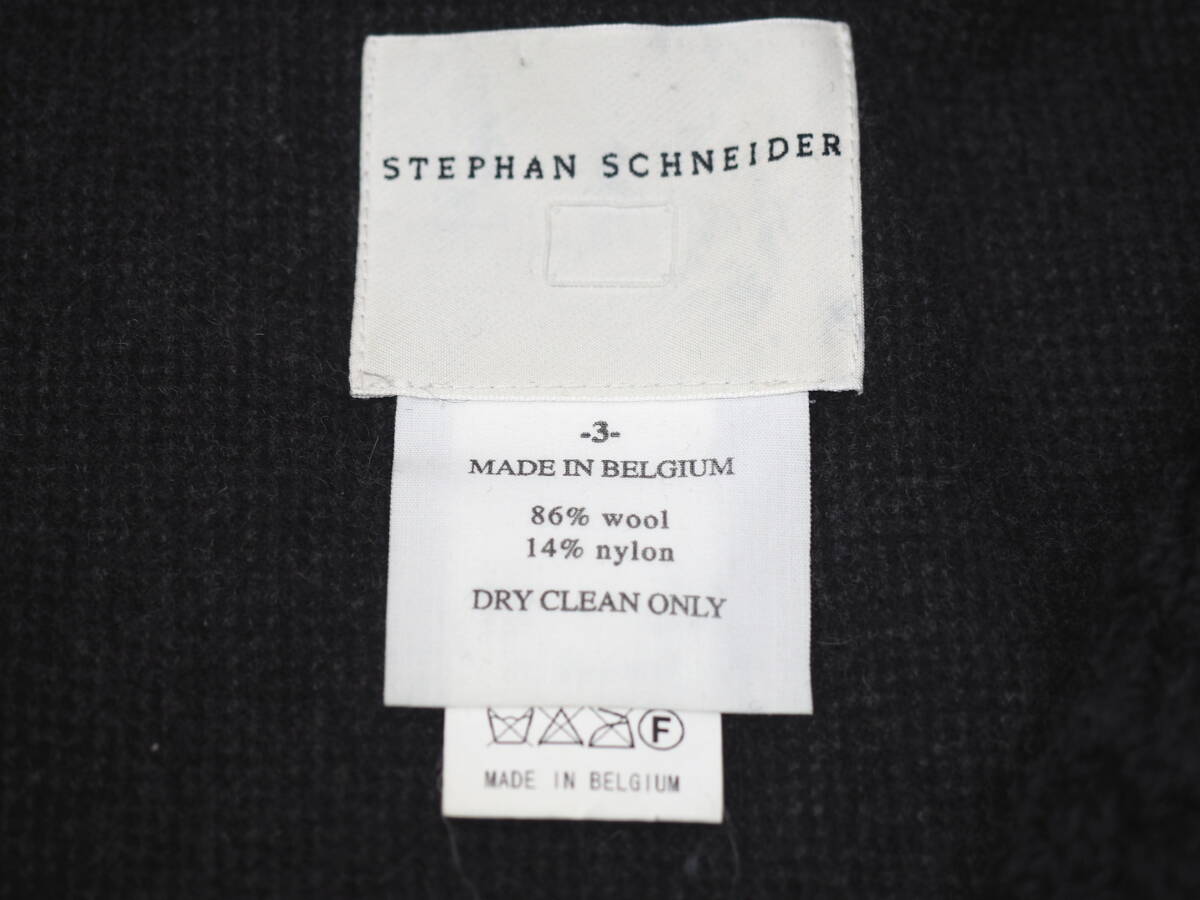 STEPHAN SCHNEIDER
-3-
MADE IN BELGIUM
86% wool
14% nylon
DRY CLEAN ONLY
F
MADE IN BELGIUM